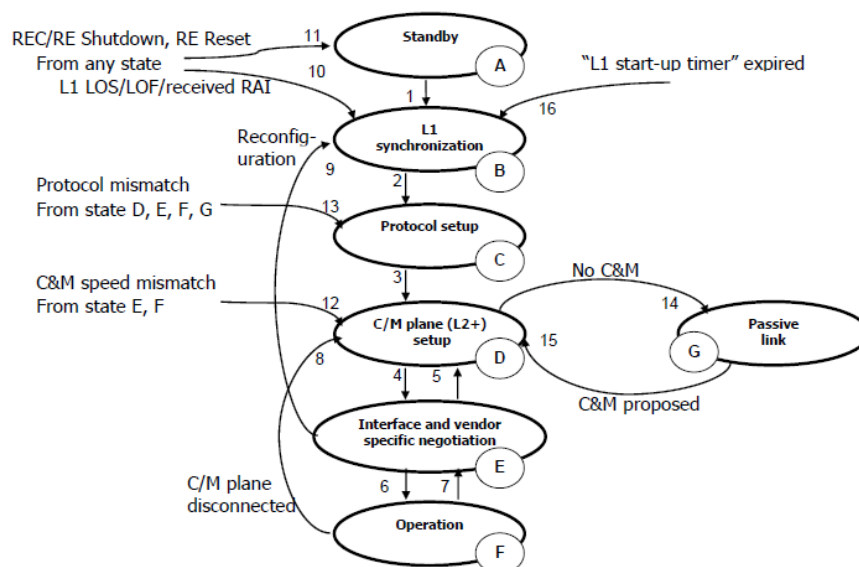 REC/RE Shutdown, RE Reset
11
From any state
10
L1 LOS/LOF/received RAI
Standby
A
1
“L1 start-up timer” expired
16
Reconfig-
uration
9
L1
synchronization
B
2
Protocol mismatch
13
From state D, E, F, G
Protocol setup
C
3
C&M speed mismatch
12
From state E, F
No C&M
14
C/M plane (L2+)
setup
D
8
15
Passive
link
G
4
5
C&M proposed
Interface and vendor
specific negotiation
E
6
7
C/M plane
disconnected
Operation
F